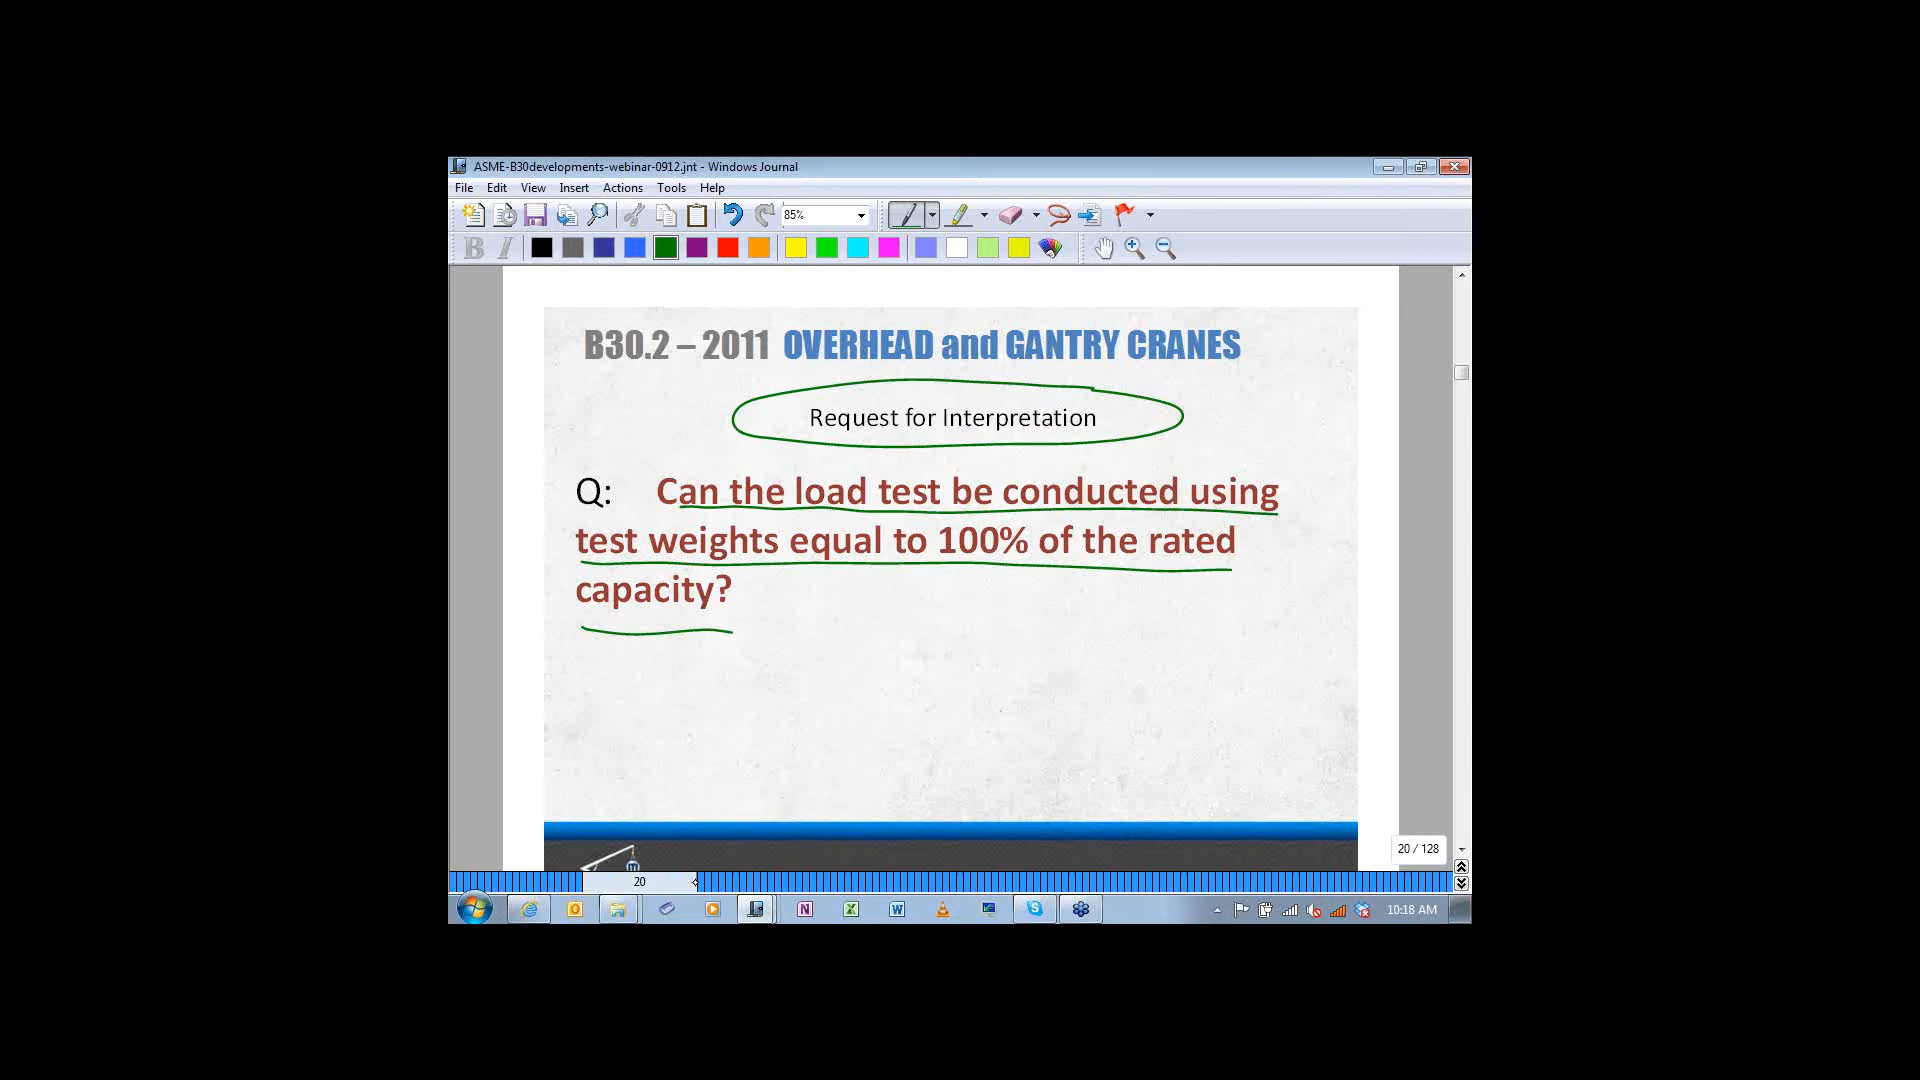 ASME-B30developments-webinar-0912.jnt - Windows Journal
File Edit View Insert Actions Tools Help
85%
B I
B30.2 – 2011 OVERHEAD and GANTRY CRANES
Request for Interpretation
Q: Can the load test be conducted using
test weights equal to 100% of the rated
capacity?
20 / 128
20
10:18 AM